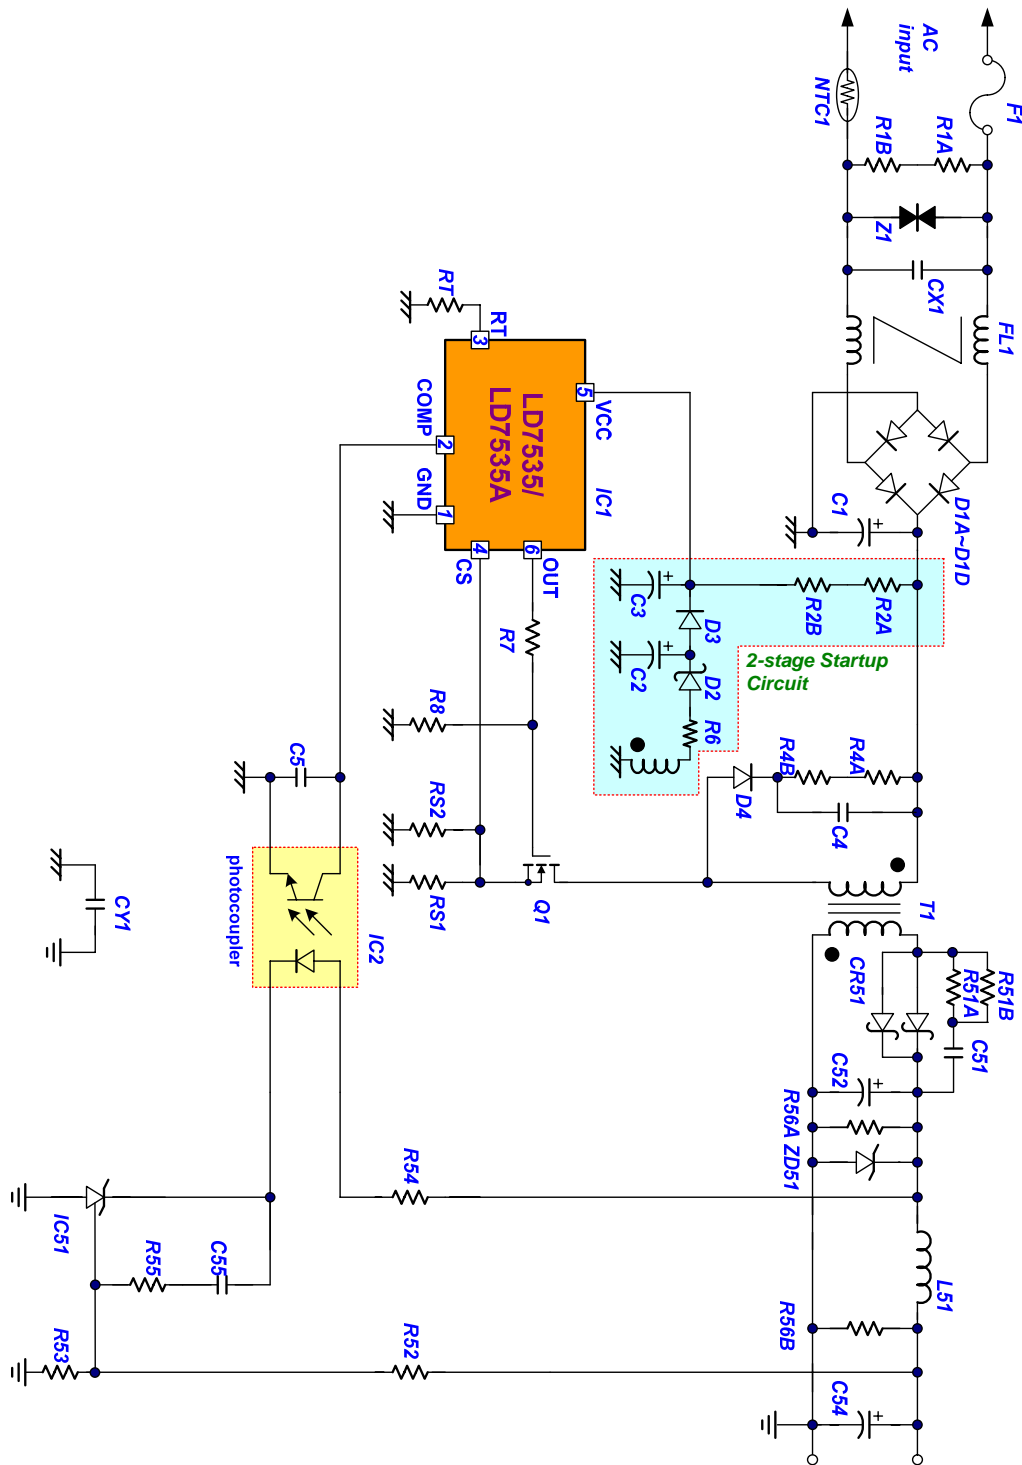 AC
input
F1
NTC1
R1A
R1B
Z1
CX1
FL1
D1A~D1D
C1
RT
RT
3
COMP
2
GND
1
LD7535/
LD7535A
5
VCC
IC1
4
CS
6
OUT
R2A
R2B
C3
D3
C2
D2
R6
2-stage Startup
Circuit
R7
R8
RS2
RS1
Q1
R4A
R4B
C4
D4
T1
C5
photocoupler
IC2
CY1
CR51
R51A
R51B
C51
C52
R56A
ZD51
R54
IC51
R55
C55
L51
R56B
R52
R53
C54